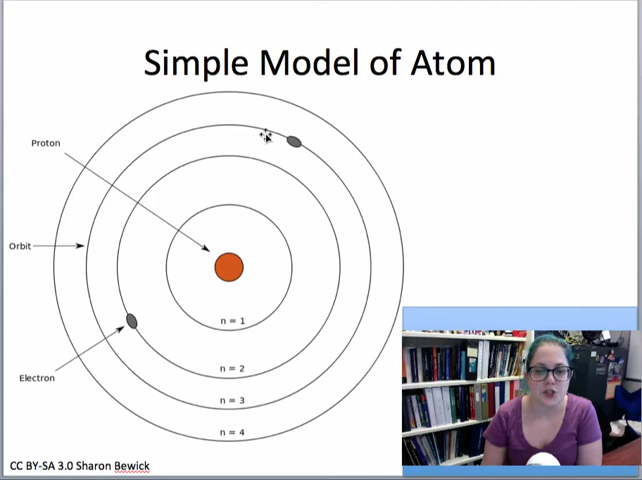 Simple Model of Atom
Proton
Orbit
Electron
n = 1
n = 2
n = 3
n = 4
CC BY-SA 3.0 Sharon Bewick